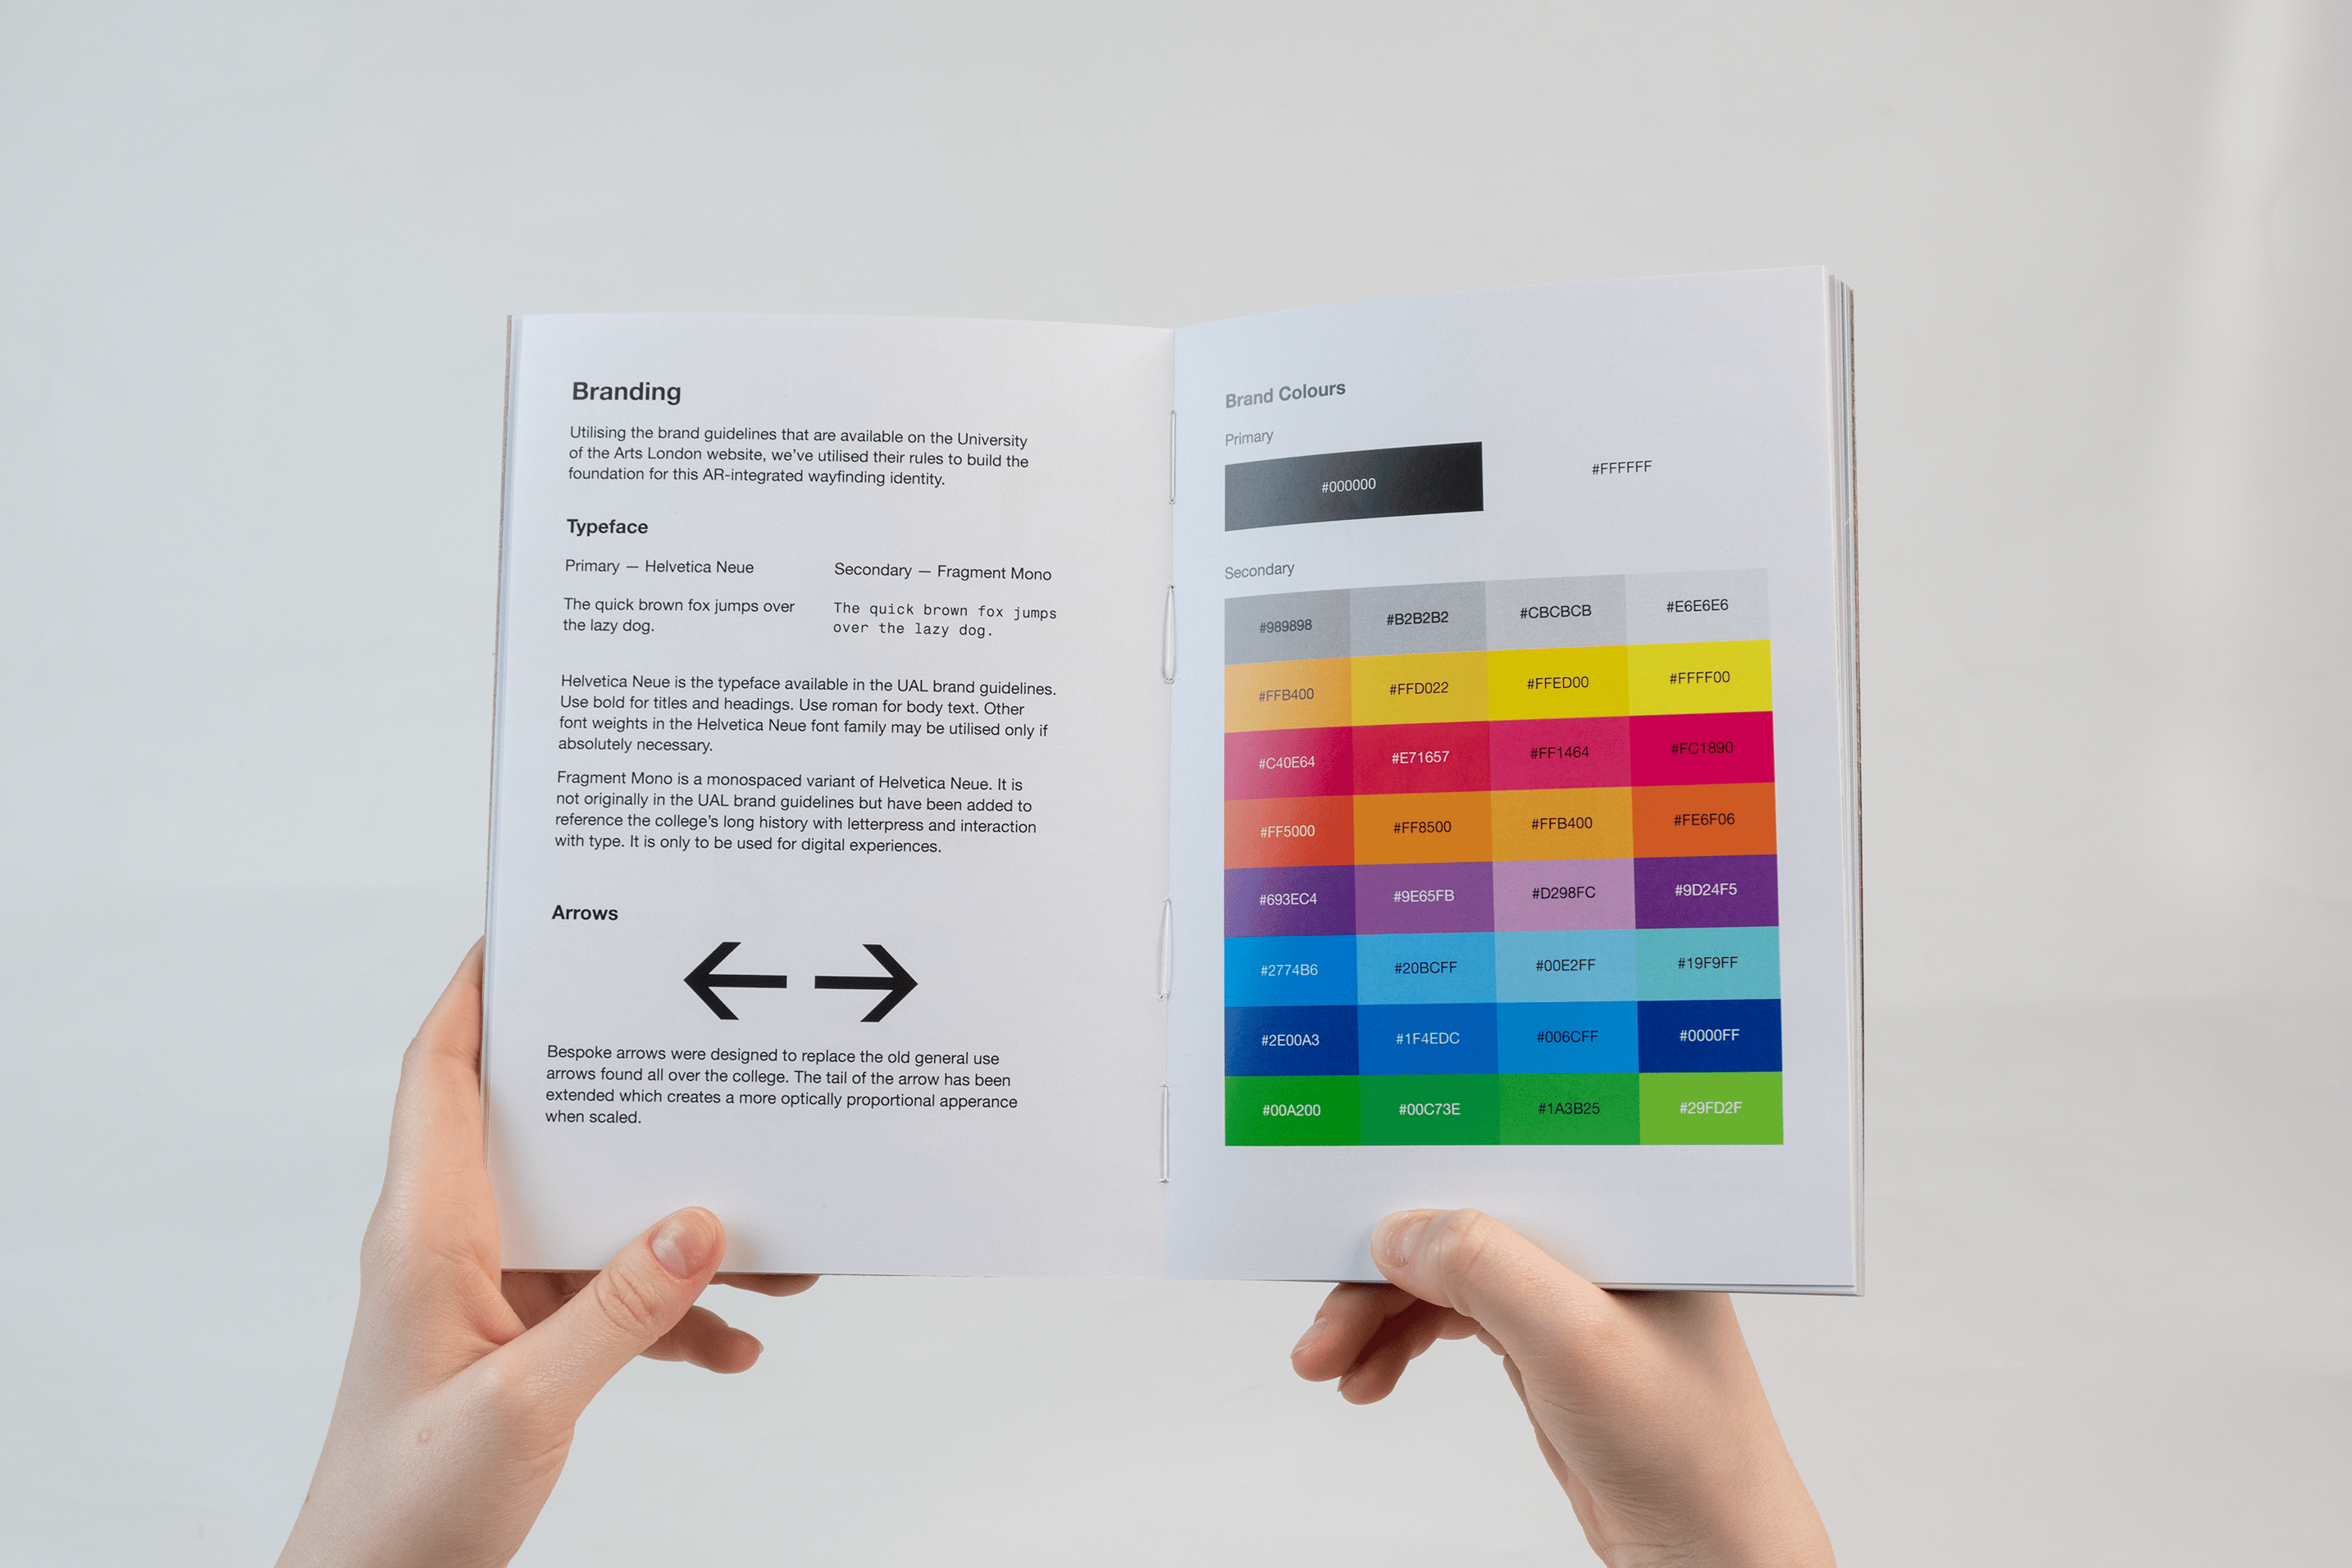 Branding
Utilising the brand guidelines that are available on the University
of the Arts London website, we've utilised their rules to build the
foundation for this AR-integrated wayfinding identity.
Typeface
Primary — Helvetica Neue
The quick brown fox jumps over
the lazy dog.
Secondary — Fragment Mono
The quick brown fox jumps
over the lazy dog.
Helvetica Neue is the typeface available in the UAL brand guidelines.
Use bold for titles and headings. Use roman for body text. Other
font weights in the Helvetica Neue font family may be utilised only if
absolutely necessary.
Fragment Mono is a monospaced variant of Helvetica Neue. It is
not originally in the UAL brand guidelines but have been added to
reference the college's long history with letterpress and interaction
with type. It is only to be used for digital experiences.
Arrows
Bespoke arrows were designed to replace the old general use
arrows found all over the college. The tail of the arrow has been
extended which creates a more optically proportional apperance
when scaled.
Brand Colours
Primary
#000000 #FFFFFF
Secondary
#989898 #B2B2B2 #CBCBCB #E6E6E6
#FFB400 #FFD022 #FFED00 #FFFF00
#C40E64 #E71657 #FF1464 #FC1890
#FF5000 #FF8500 #FFB400 #FE6F06
#693EC4 #9E65FB #D298FC #9D24F5
#2774B6 #20BCFF #00E2FF #19F9FF
#2E00A3 #1F4EDC #006CFF #0000FF
#00A200 #00C73E #1A3B25 #29FD2F